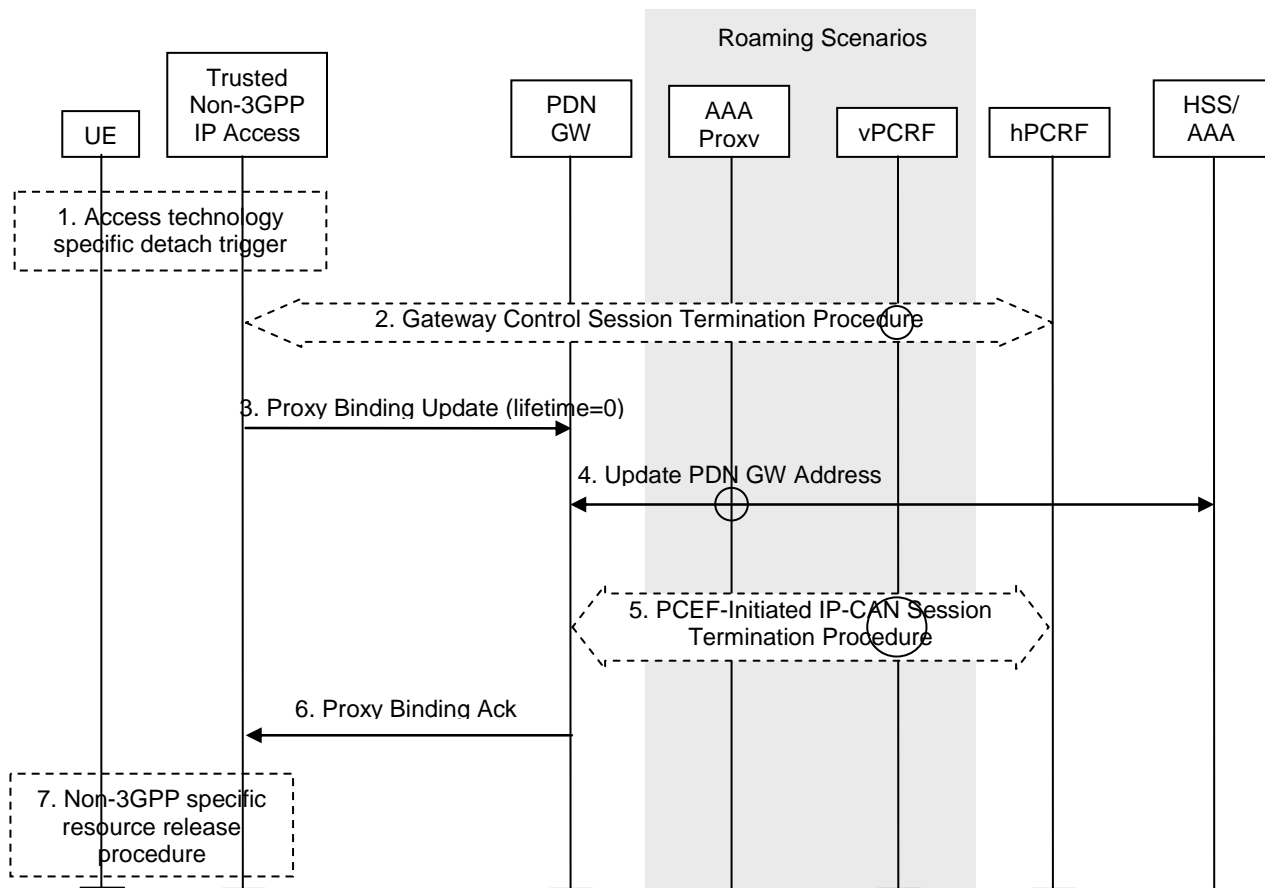 Roaming Scenarios
UE
Trusted
Non-3GPP
IP Access
PDN
GW
AAA
Proxy
vPCRF
hPCRF
HSS/
AAA
1. Access technology
specific detach trigger
2. Gateway Control Session Termination Procedure
3. Proxy Binding Update (lifetime=0)
4. Update PDN GW Address
5. PCEF-Initiated IP-CAN Session
Termination Procedure
6. Proxy Binding Ack
7. Non-3GPP specific
resource release
procedure